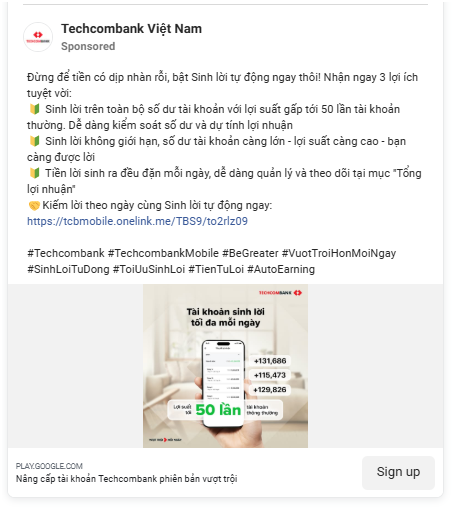 Techcombank Việt Nam
Sponsored
Đừng để tiền có dịp nhàn rỗi, bật Sinh lời tự động ngay thôi! Nhận ngay 3 lợi ích
tuyệt vời:
🔰 Sinh lời trên toàn bộ số dư tài khoản với lợi suất gấp tới 50 lần tài khoản
thường. Dễ dàng kiểm soát số dư và dự tính lợi nhuận
🔰 Sinh lời không giới hạn, số dư tài khoản càng lớn - lợi suất càng cao - bạn
càng được lời
🔰 Tiền lời sinh ra đều đặn mỗi ngày, dễ dàng quản lý và theo dõi tại mục "Tổng
lợi nhuận"
🤝Kiếm lời theo ngày cùng Sinh lời tự động ngay:
https://tcbmobile.onelink.me/TBS9/to2rlz09
#Techcombank #TechcombankMobile #BeGreater #VuotTroiHonMoiNgay
#SinhLoiTuDong #ToiUuSinhLoi #TienTuLoi #AutoEarning
TECHCOMBANK
Tài khoản sinh lời
tối đa mỗi ngày
+131,686
+115,473
+129,826
Lợi suất
tới
50 lần
tài khoản
thông thường
PLAY.GOOGLE.COM
Nâng cấp tài khoản Techcombank phiên bản vượt trội
Sign up